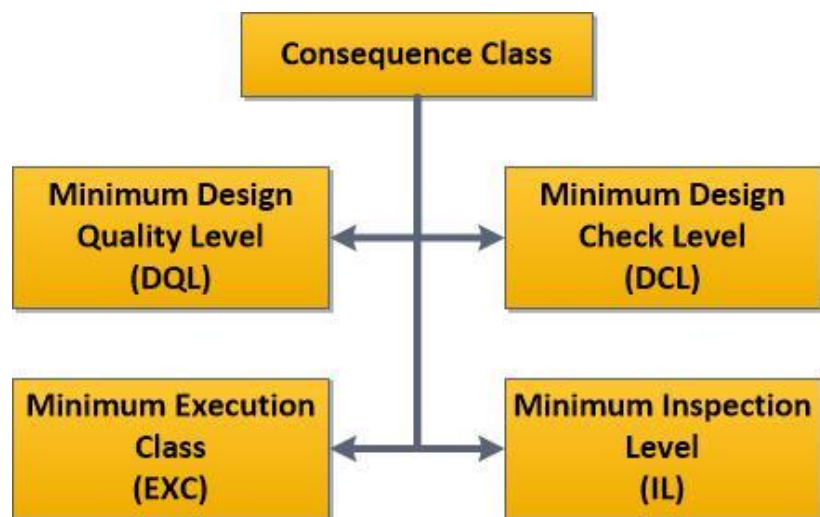 Consequence Class
Minimum Design
Quality Level
(DQL)
Minimum Design
Check Level
(DCL)
Minimum Execution
Class
(EXC)
Minimum Inspection
Level
(IL)